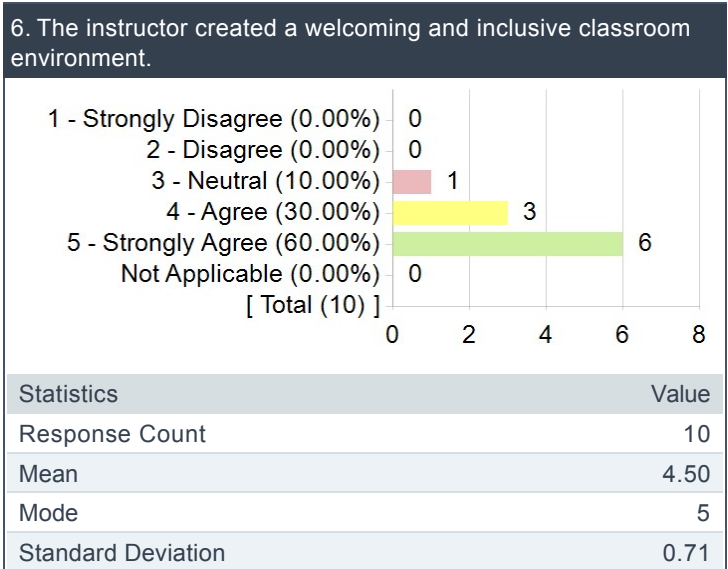 6. The instructor created a welcoming and inclusive classroom
environment.
1 - Strongly Disagree (0.00%) 0
2 - Disagree (0.00%) 0
3 - Neutral (10.00%) 1
4 - Agree (30.00%) 3
5 - Strongly Agree (60.00%) 6
Not Applicable (0.00%) 0
[ Total (10) ]
0 2 4 6 8
Statistics Value
Response Count 10
Mean 4.50
Mode 5
Standard Deviation 0.71